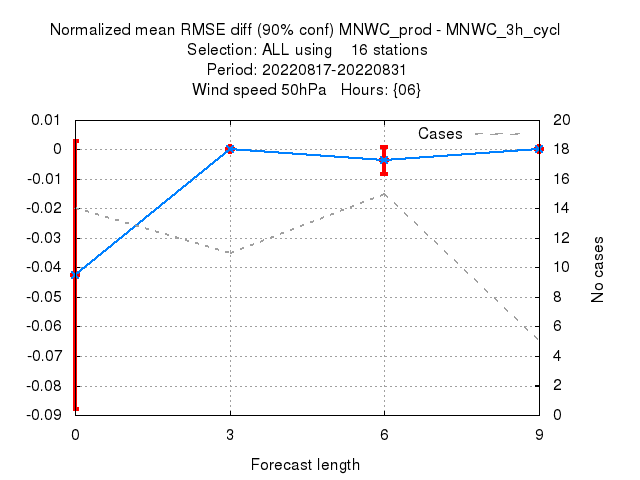 Normalized mean RMSE diff (90% conf) MNWC_prod - MNWC_3h_cycl
Selection: ALL using    16 stations
Period: 20220817-20220831
Wind speed 50hPa   Hours: {06}
Cases
0.01
0
-0.01
-0.02
-0.03
-0.04
-0.05
-0.06
-0.07
-0.08
-0.09
20
18
16
14
12
10
8
6
4
2
0
No cases
0 3 6 9
Forecast length